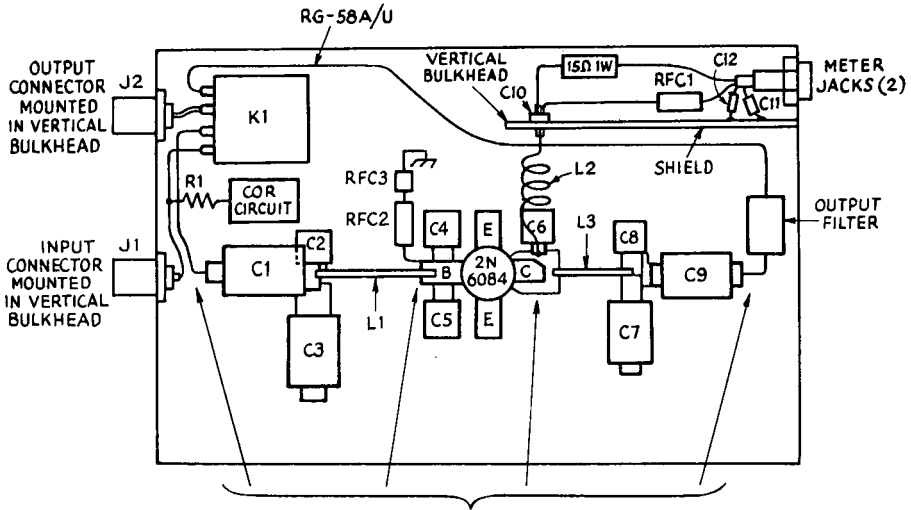 RG-58A/U
OUTPUT
CONNECTOR
MOUNTED
IN VERTICAL
BULKHEAD
J2
K1
VERTICAL
BULKHEAD
C10
15Ω 1W
RFC1
C12
C11
METER
JACKS (2)
SHIELD
R1
COR
CIRCUIT
RFC3
RFC2
L2
OUTPUT
FILTER
INPUT
CONNECTOR
MOUNTED
IN VERTICAL
BULKHEAD
J1
C1
C2
C3
L1
C4
B
C5
E
2N
6084
E
C6
C
L3
C8
C9
C7